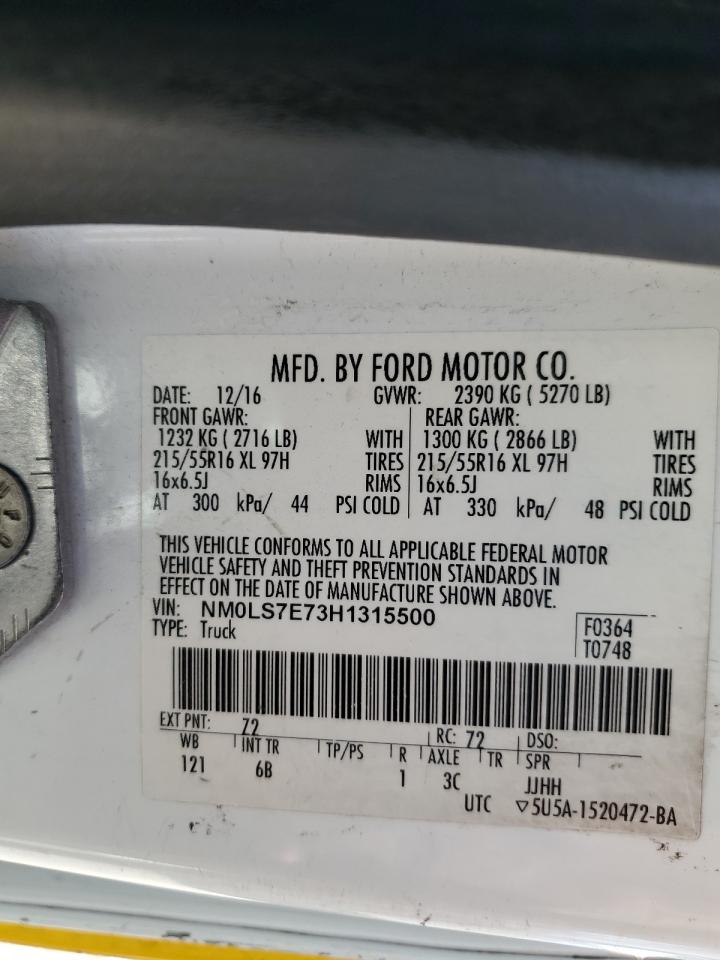 MFD. BY FORD MOTOR CO.
DATE: 12/16 GVWR: 2390 KG ( 5270 LB)
FRONT GAWR: REAR GAWR:
1232 KG ( 2716 LB) WITH 1300 KG ( 2866 LB) WITH
215/55R16 XL 97H TIRES 215/55R16 XL 97H TIRES
16x6.5J RIMS 16x6.5J RIMS
AT 300 kPa/ 44 PSI COLD AT 330 kPa/ 48 PSI COLD
THIS VEHICLE CONFORMS TO ALL APPLICABLE FEDERAL MOTOR
VEHICLE SAFETY AND THEFT PREVENTION STANDARDS IN
EFFECT ON THE DATE OF MANUFACTURE SHOWN ABOVE.
VIN: NM0LS7E73H1315500
TYPE: Truck
F0364
T0748
EXT PNT: 72 RC: 72 DSO:
WB INT TR TP/PS R AXLE TR SPR
121 6B 1 3C JJHH
UTC ▽5U5A-1520472-BA